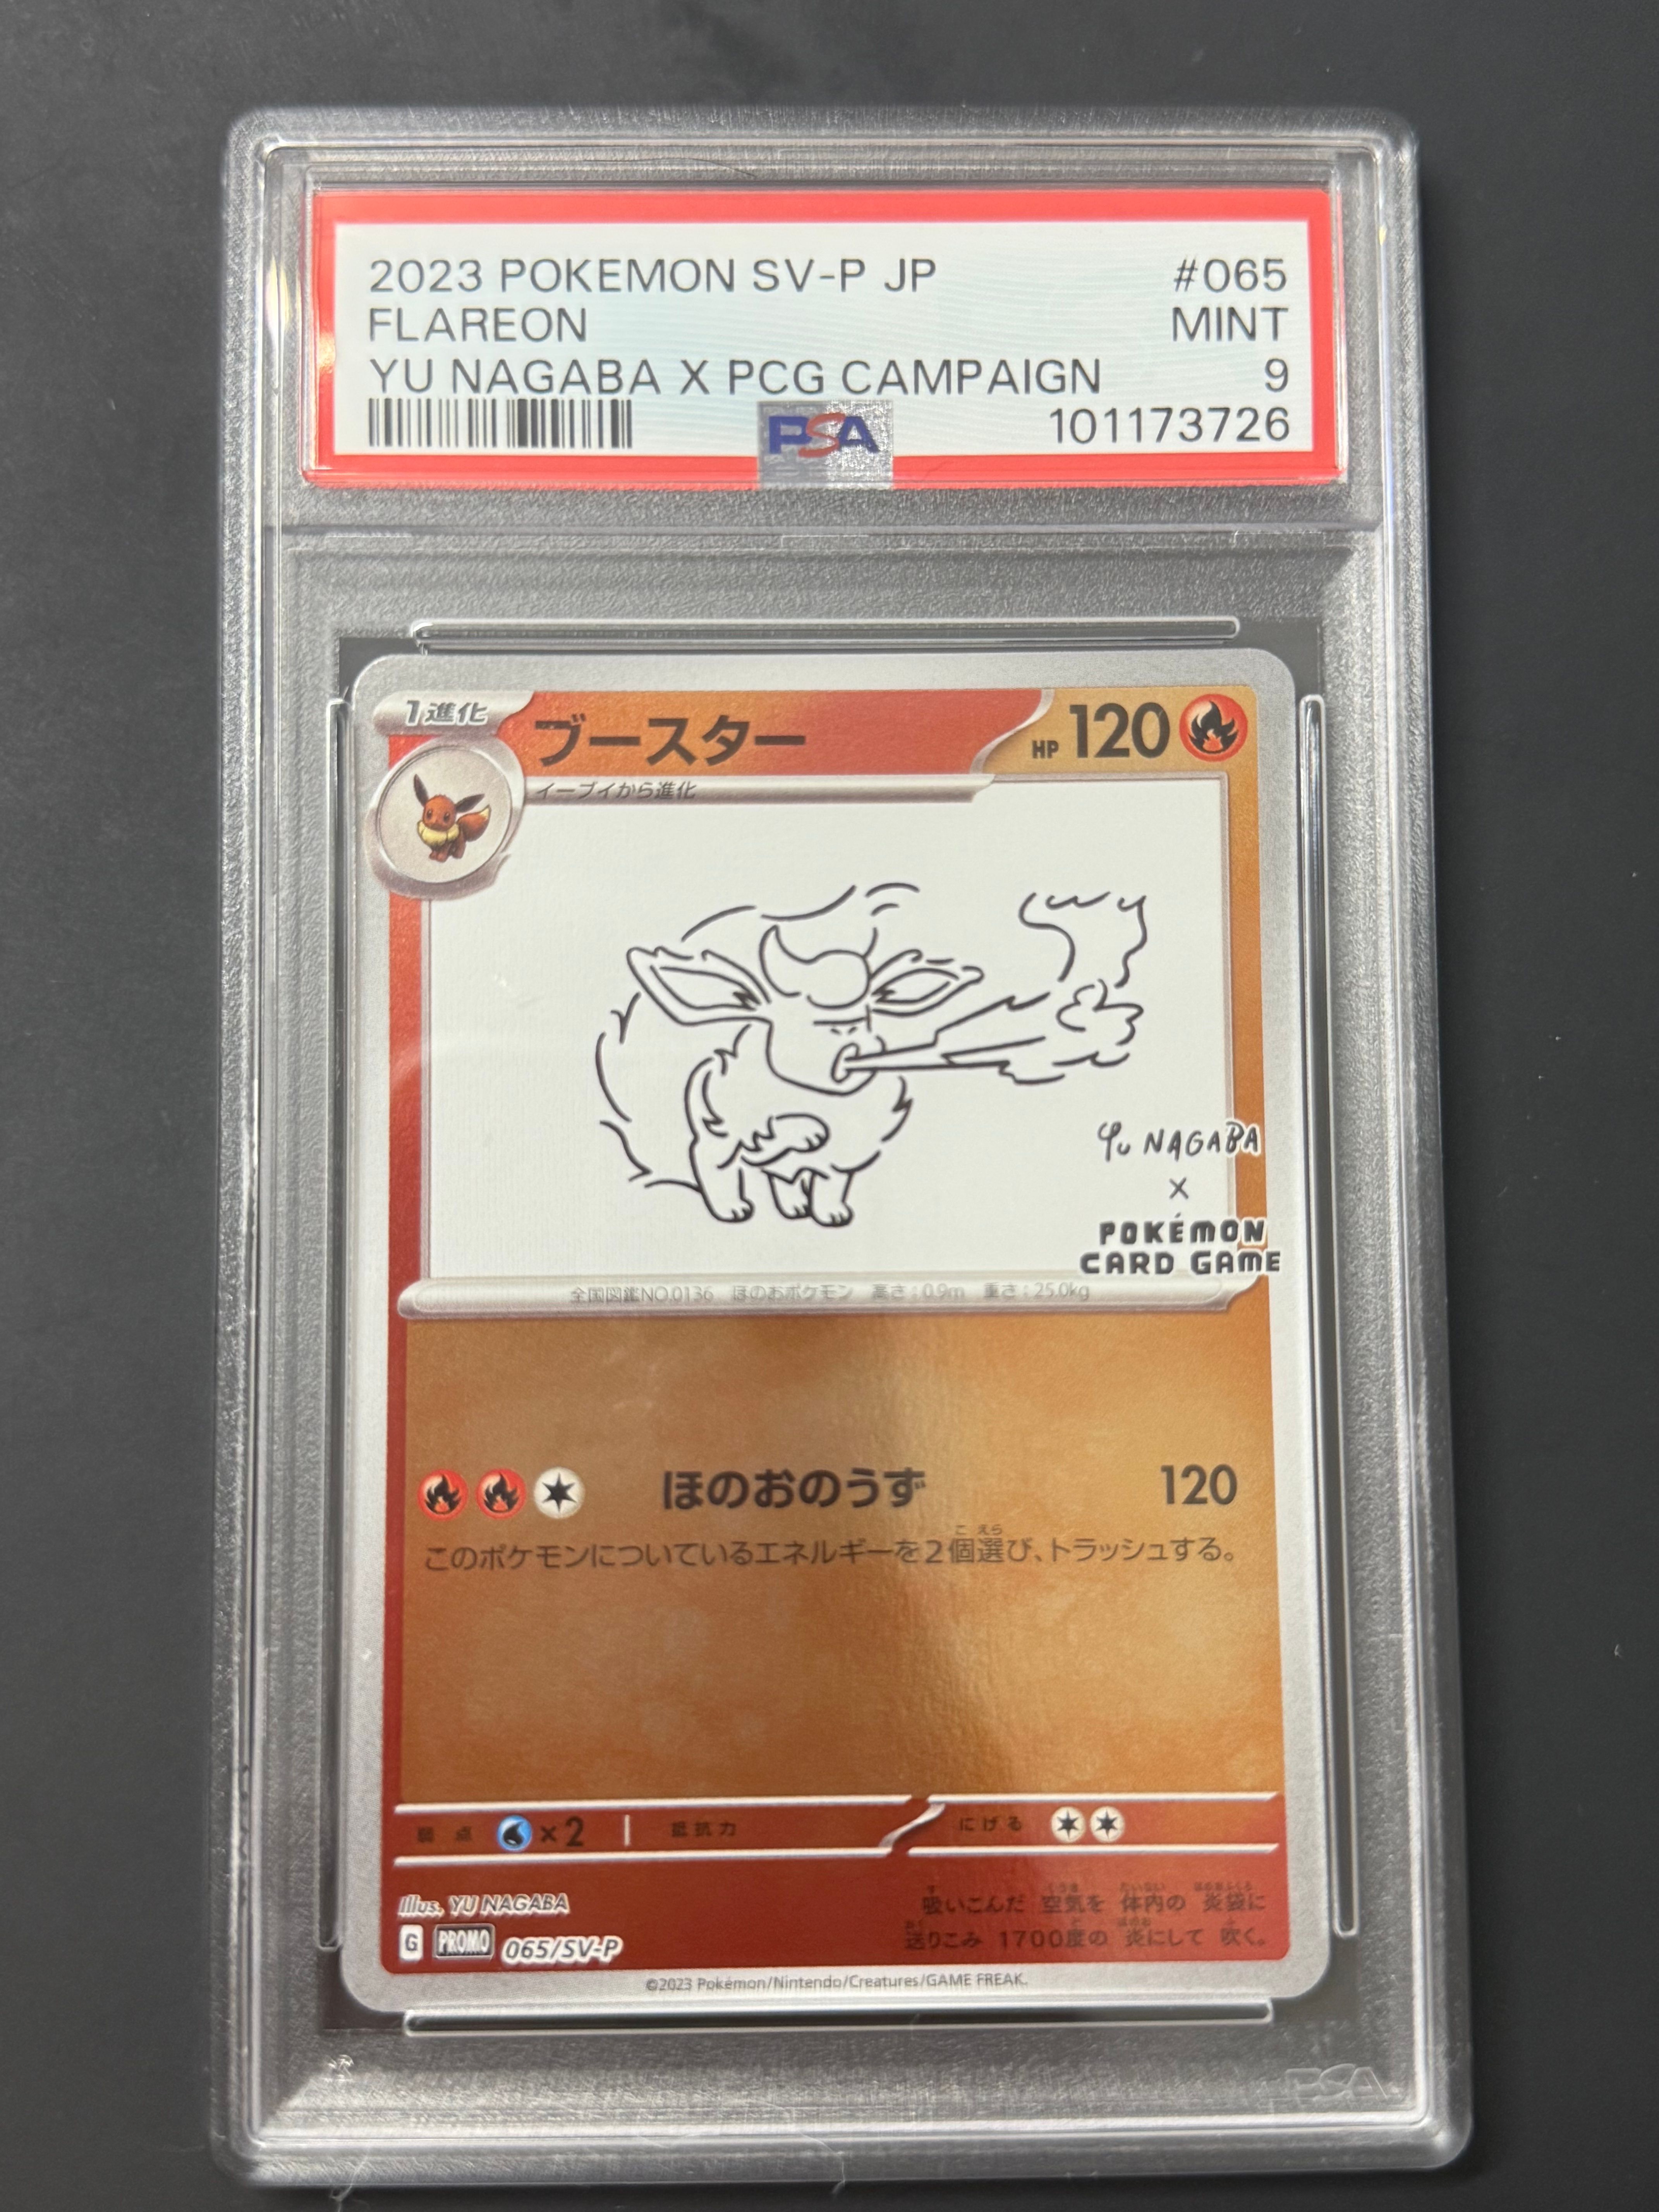 2023 POKEMON SV-P JP #065
FLAREON MINT
YU NAGABA X PCG CAMPAIGN 9
PSA 101173726
1進化 ブースター HP 120
イーブイから進化
YU NAGABA
×
POKÉMON
CARD GAME
全国図鑑NO.0136 ほのおポケモン 高さ:0.9m 重さ:25.0kg
ほのおのうず 120
このポケモンについているエネルギーを2個選び、トラッシュする。
弱点 ×2 抵抗力 にげる
Illus. YU NAGABA
吸いこんだ 空気を 体内の 炎袋に
送りこみ 1700度の 炎にして 吹く。
G PROMO 065/SV-P
©2023 Pokémon/Nintendo/Creatures/GAME FREAK.
PSA